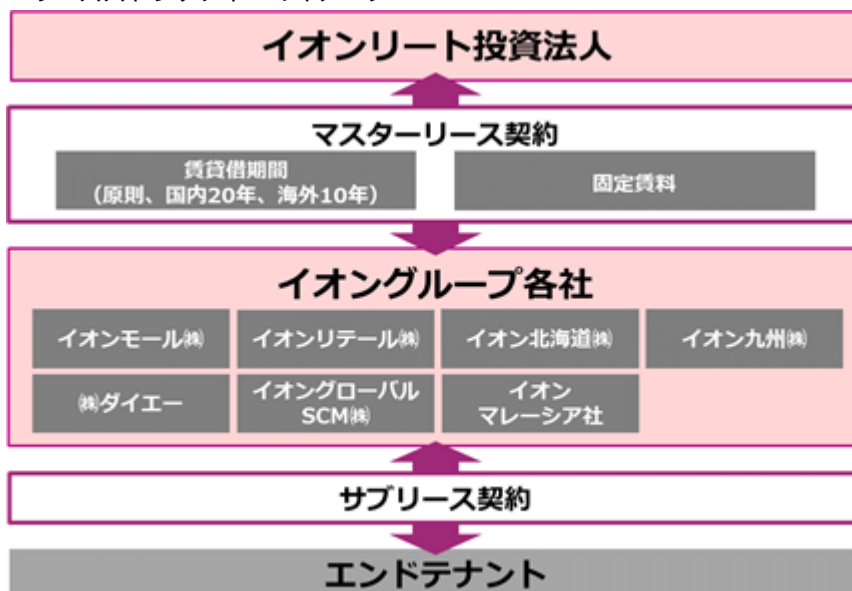 イオンリート投資法人
マスターリース契約
賃貸借期間
（原則、国内20年、海外10年）
固定賃料
イオングループ各社
イオンモール㈱
イオンリテール㈱
イオン北海道㈱
イオン九州㈱
㈱ダイエー
イオングローバル
SCM㈱
イオン
マレーシア社
サブリース契約
エンドテナント